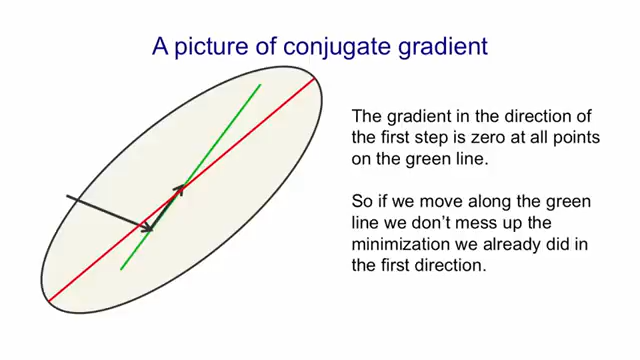 A picture of conjugate gradient
The gradient in the direction of
the first step is zero at all points
on the green line.
So if we move along the green
line we don't mess up the
minimization we already did in
the first direction.